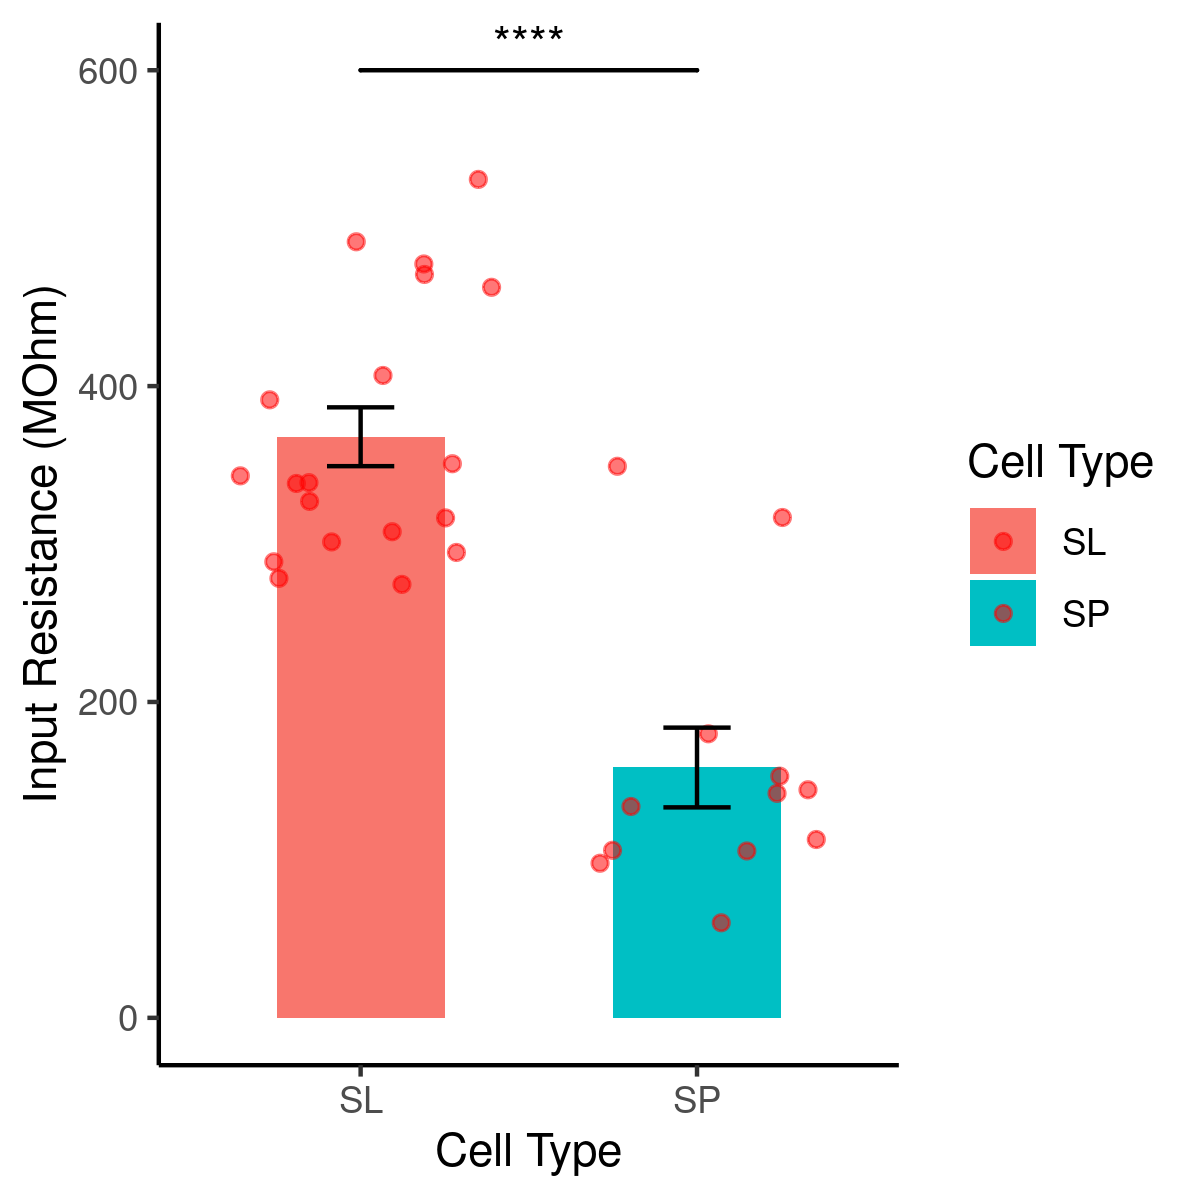 ****
600
400
200
0
Input Resistance (MOhm)
SL
SP
Cell Type
Cell Type
SL
SP